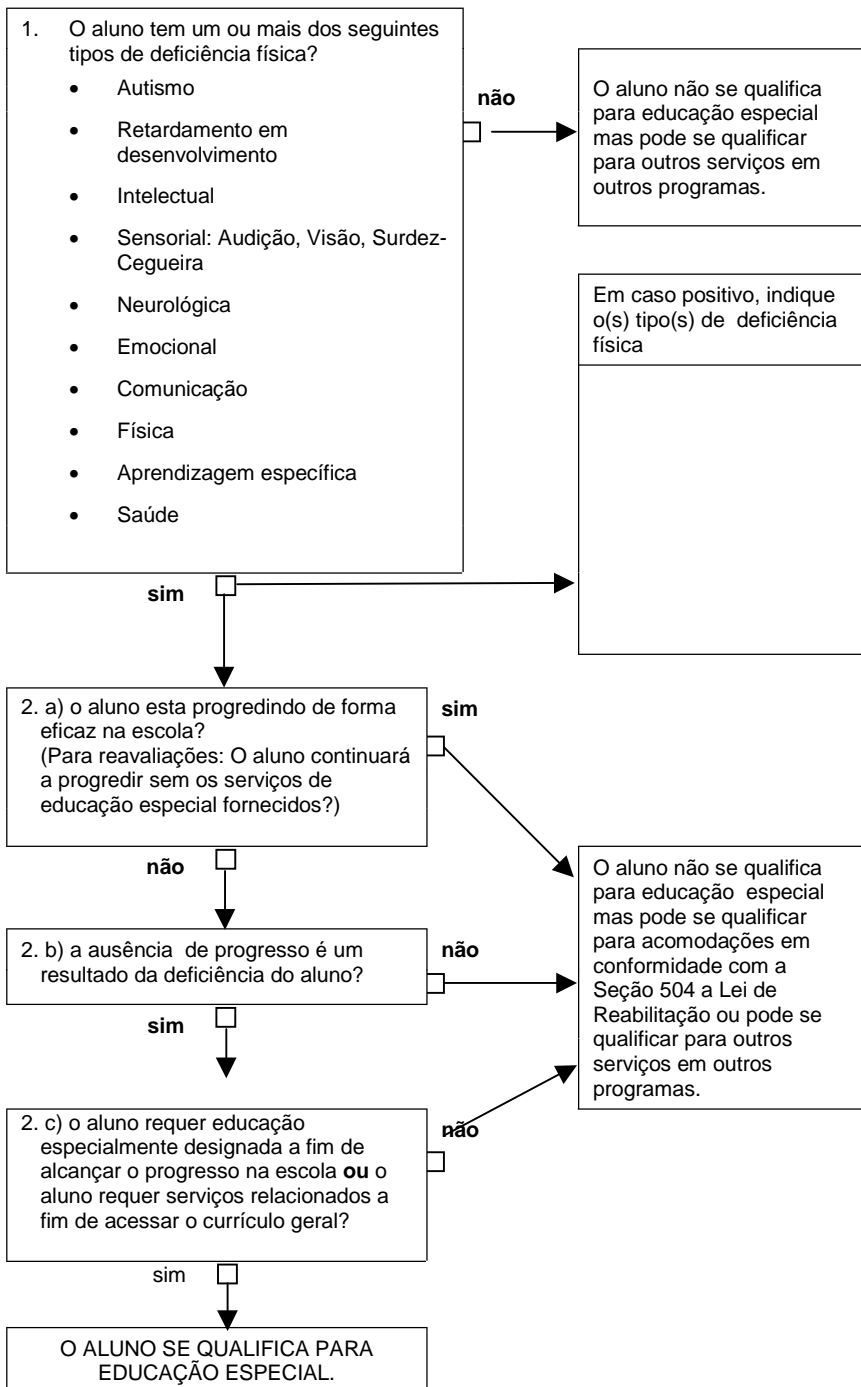 1. O aluno tem um ou mais dos seguintes
tipos de deficiência física?
• Autismo
• Retardamento em
desenvolvimento
• Intelectual
• Sensorial: Audição, Visão, Surdez-
Cegueira
• Neurológica
• Emocional
• Comunicação
• Física
• Aprendizagem específica
• Saúde
não
O aluno não se qualifica
para educação especial
mas pode se qualificar
para outros serviços em
outros programas.
sim
Em caso positivo, indique
o(s) tipo(s) de deficiência
física
2. a) o aluno esta progredindo de forma
eficaz na escola?
(Para reavaliações: O aluno continuará
a progredir sem os serviços de
educação especial fornecidos?)
sim
não
2. b) a ausência de progresso é um
resultado da deficiência do aluno?
não
sim
O aluno não se qualifica
para educação especial
mas pode se qualificar
para acomodações em
conformidade com a
Seção 504 a Lei de
Reabilitação ou pode se
qualificar para outros
serviços em outros
programas.
2. c) o aluno requer educação
especialmente designada a fim de
alcançar o progresso na escola ou o
aluno requer serviços relacionados a
fim de acessar o currículo geral?
não
sim
O ALUNO SE QUALIFICA PARA
EDUCAÇÃO ESPECIAL.